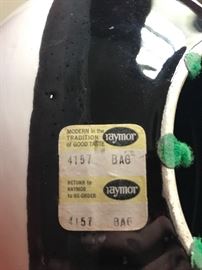 MODERN in the
TRADITION raymor
of GOOD TASTE
4157 BAG
RETURN to
RAYMOR raymor
to RE-ORDER
4157 BAG